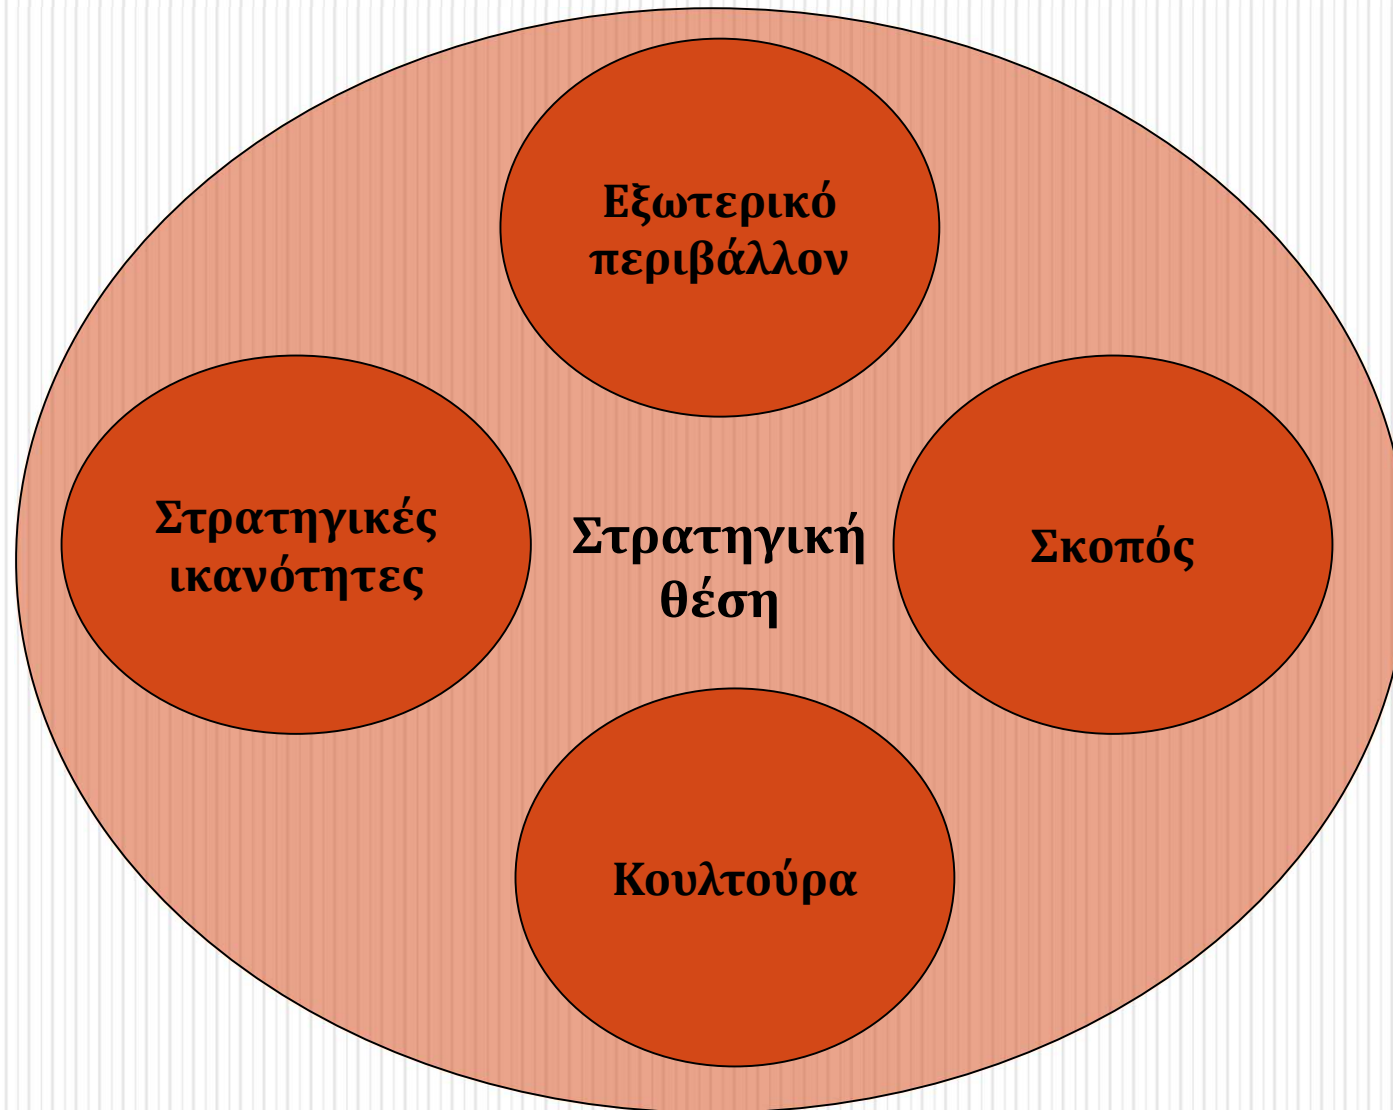 Εξωτερικό
περιβάλλον
Στρατηγικές
ικανότητες
Στρατηγική
θέση
Σκοπός
Κουλτούρα